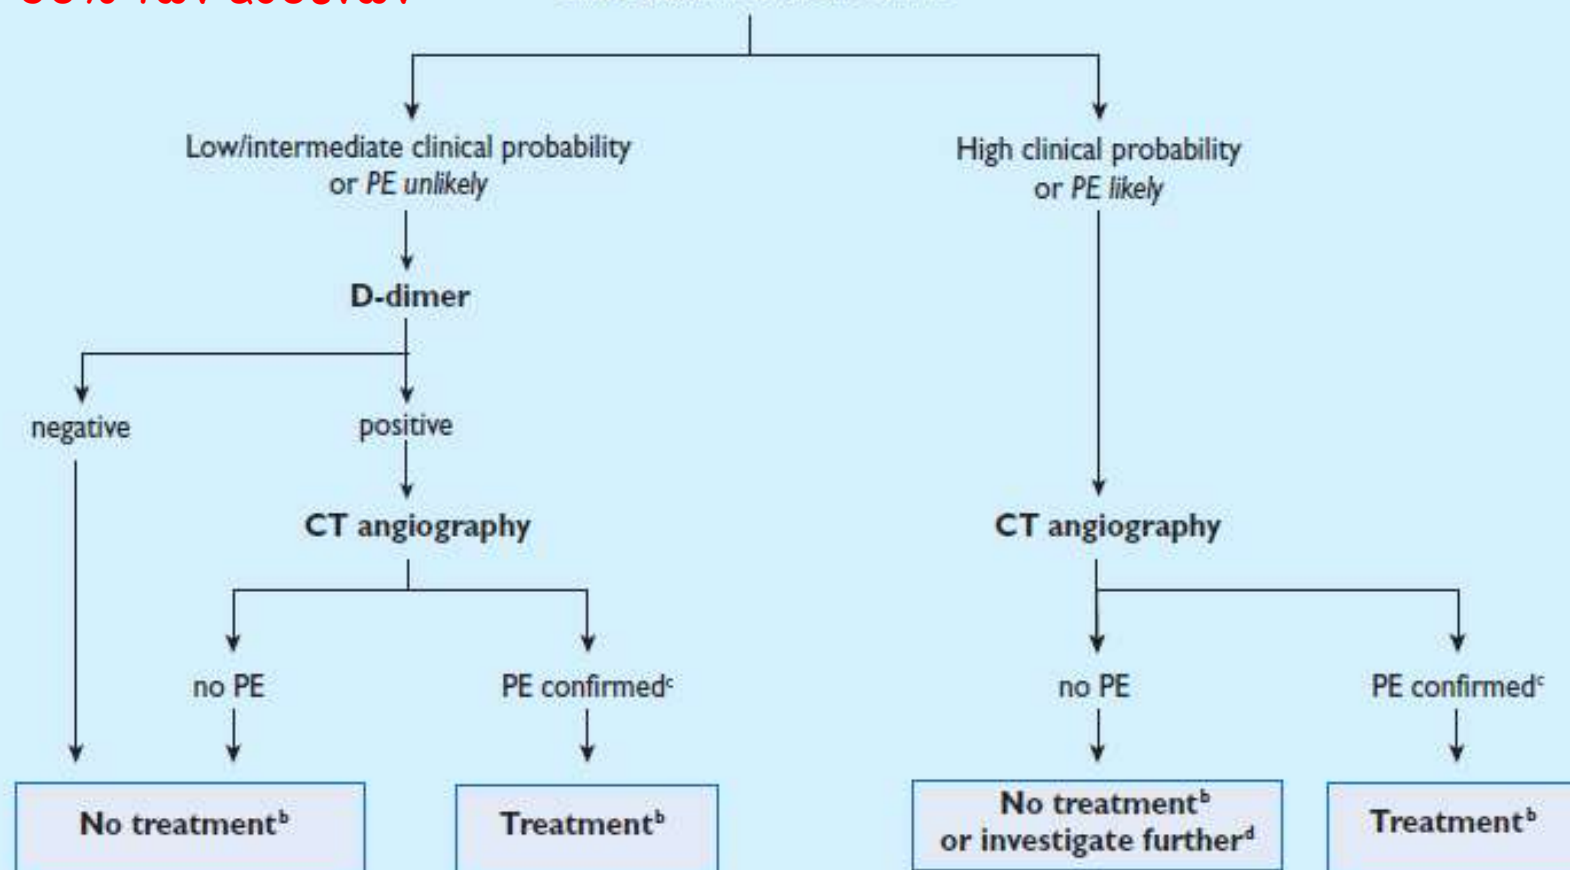 Low/intermediate clinical probability
or PE unlikely
High clinical probability
or PE likely
D-dimer
negative
positive
CT angiography
CT angiography
no PE
PE confirmedᶜ
no PE
PE confirmedᶜ
No treatmentᵇ
Treatmentᵇ
No treatmentᵇ
or investigate furtherᵈ
Treatmentᵇ